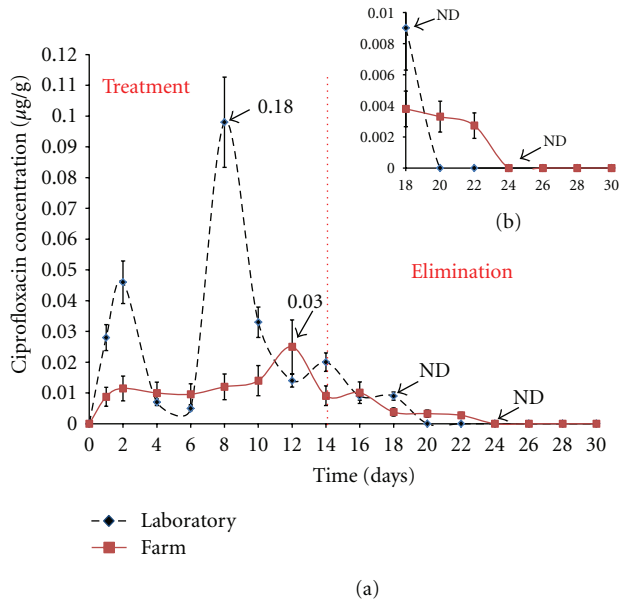 Ciprofloxacin concentration (µg/g)
0.12
0.11
0.1
0.09
0.08
0.07
0.06
0.05
0.04
0.03
0.02
0.01
0
Treatment
0.18
0.03
Elimination
ND
ND
0 2 4 6 8 10 12 14 16 18 20 22 24 26 28 30
Time (days)
0.01
0.008
0.006
0.004
0.002
0
ND
ND
18 20 22 24 26 28 30
(b)
Laboratory
Farm
(a)